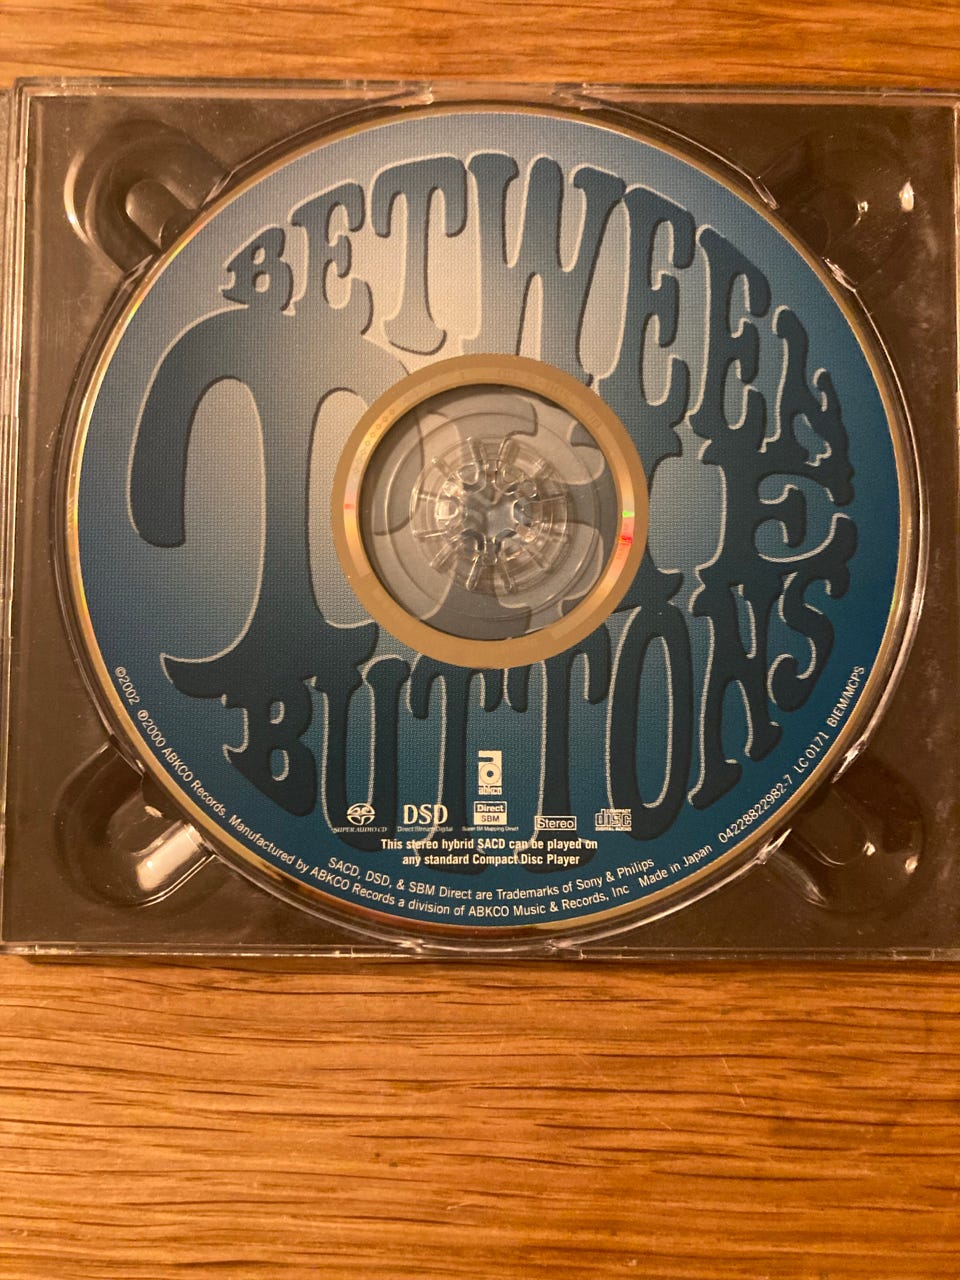 BETWEEN
THE
BUTTONS
abkco
SUPER AUDIO CD
DSD
Direct Stream Digital
Direct
SBM
Super Bit Mapping Direct
Stereo
COMPACT
disc
DIGITAL AUDIO
This stereo hybrid SACD can be played on
any standard Compact Disc Player
SACD, DSD, & SBM Direct are Trademarks of Sony & Philips
©2002 ℗2000 ABKCO Records, Manufactured by ABKCO Records a division of ABKCO Music & Records, Inc Made in Japan 04228822982-7 LC 0171 BIEM/MCPS